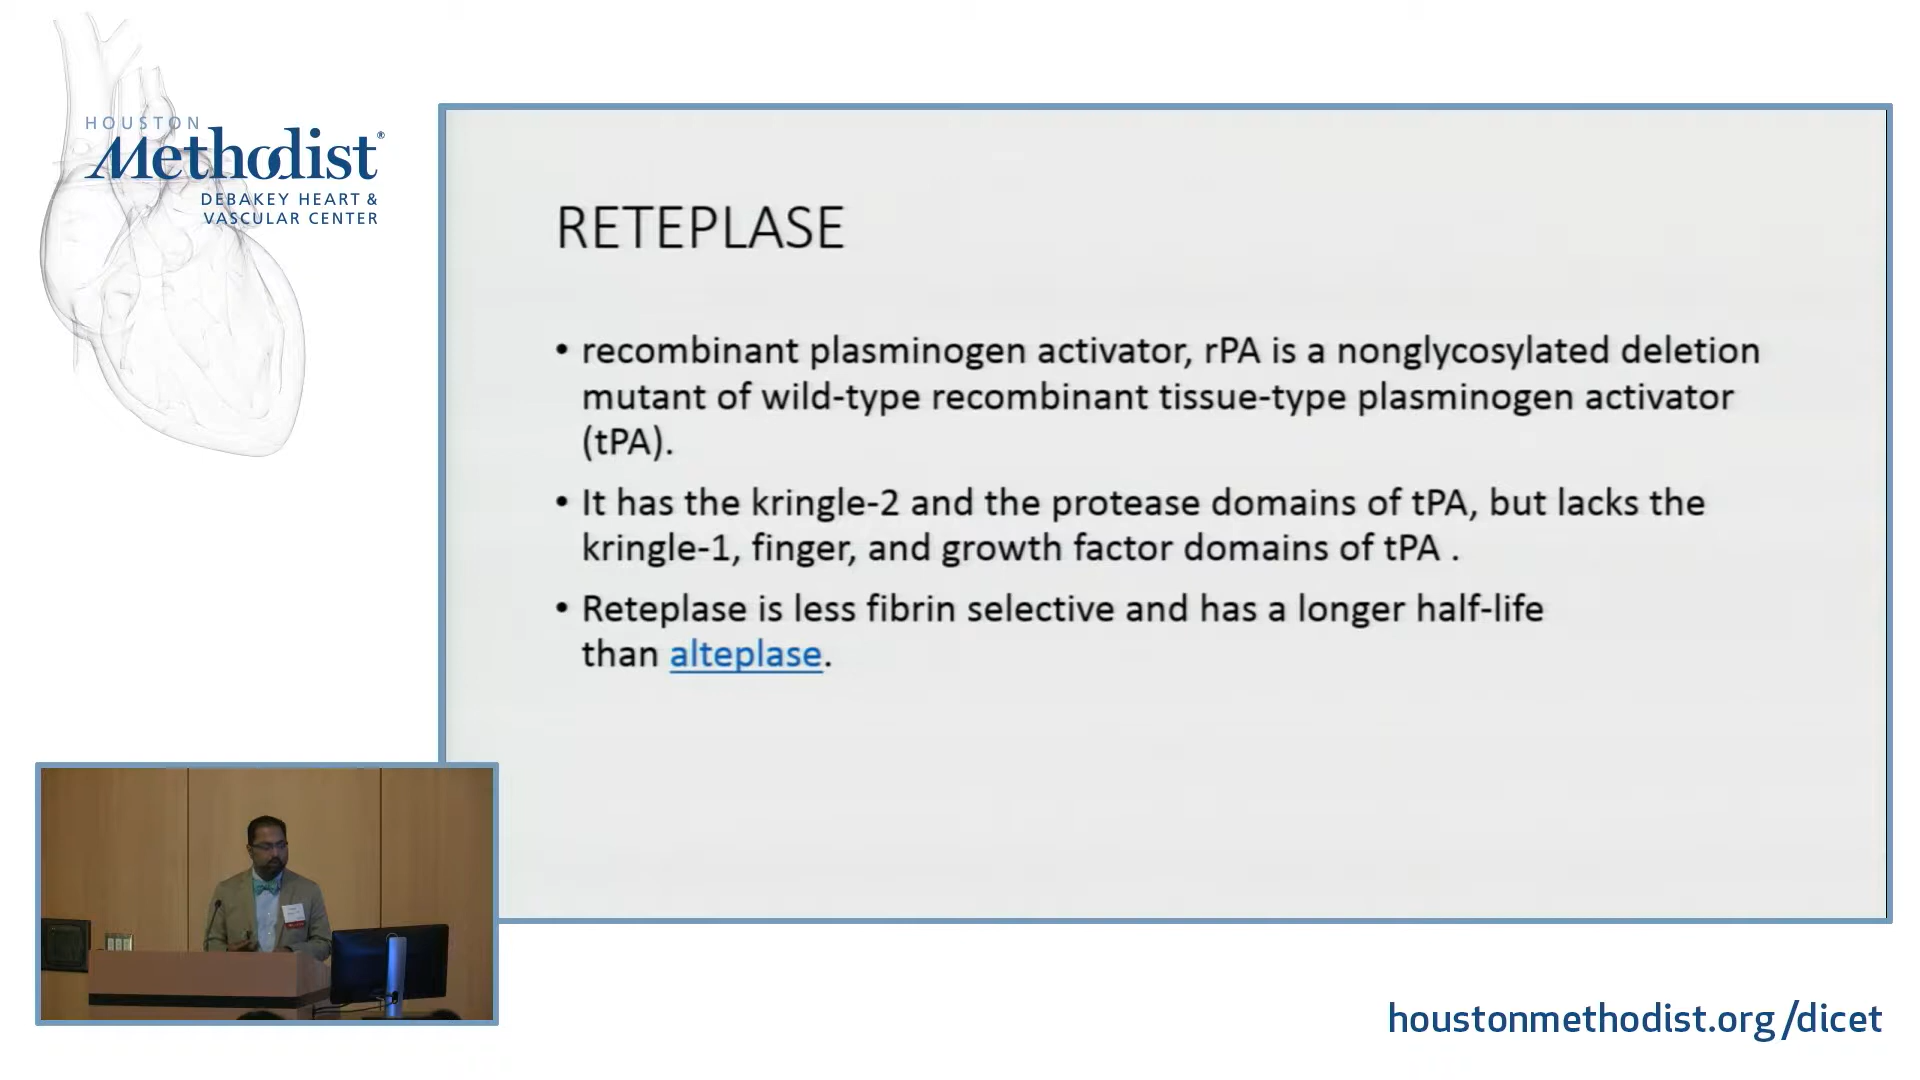 HOUSTON
Methodist®
DEBAKEY HEART &
VASCULAR CENTER
RETEPLASE
• recombinant plasminogen activator, rPA is a nonglycosylated deletion
mutant of wild-type recombinant tissue-type plasminogen activator
(tPA).
• It has the kringle-2 and the protease domains of tPA, but lacks the
kringle-1, finger, and growth factor domains of tPA .
• Reteplase is less fibrin selective and has a longer half-life
than alteplase.
houstonmethodist.org/dicet